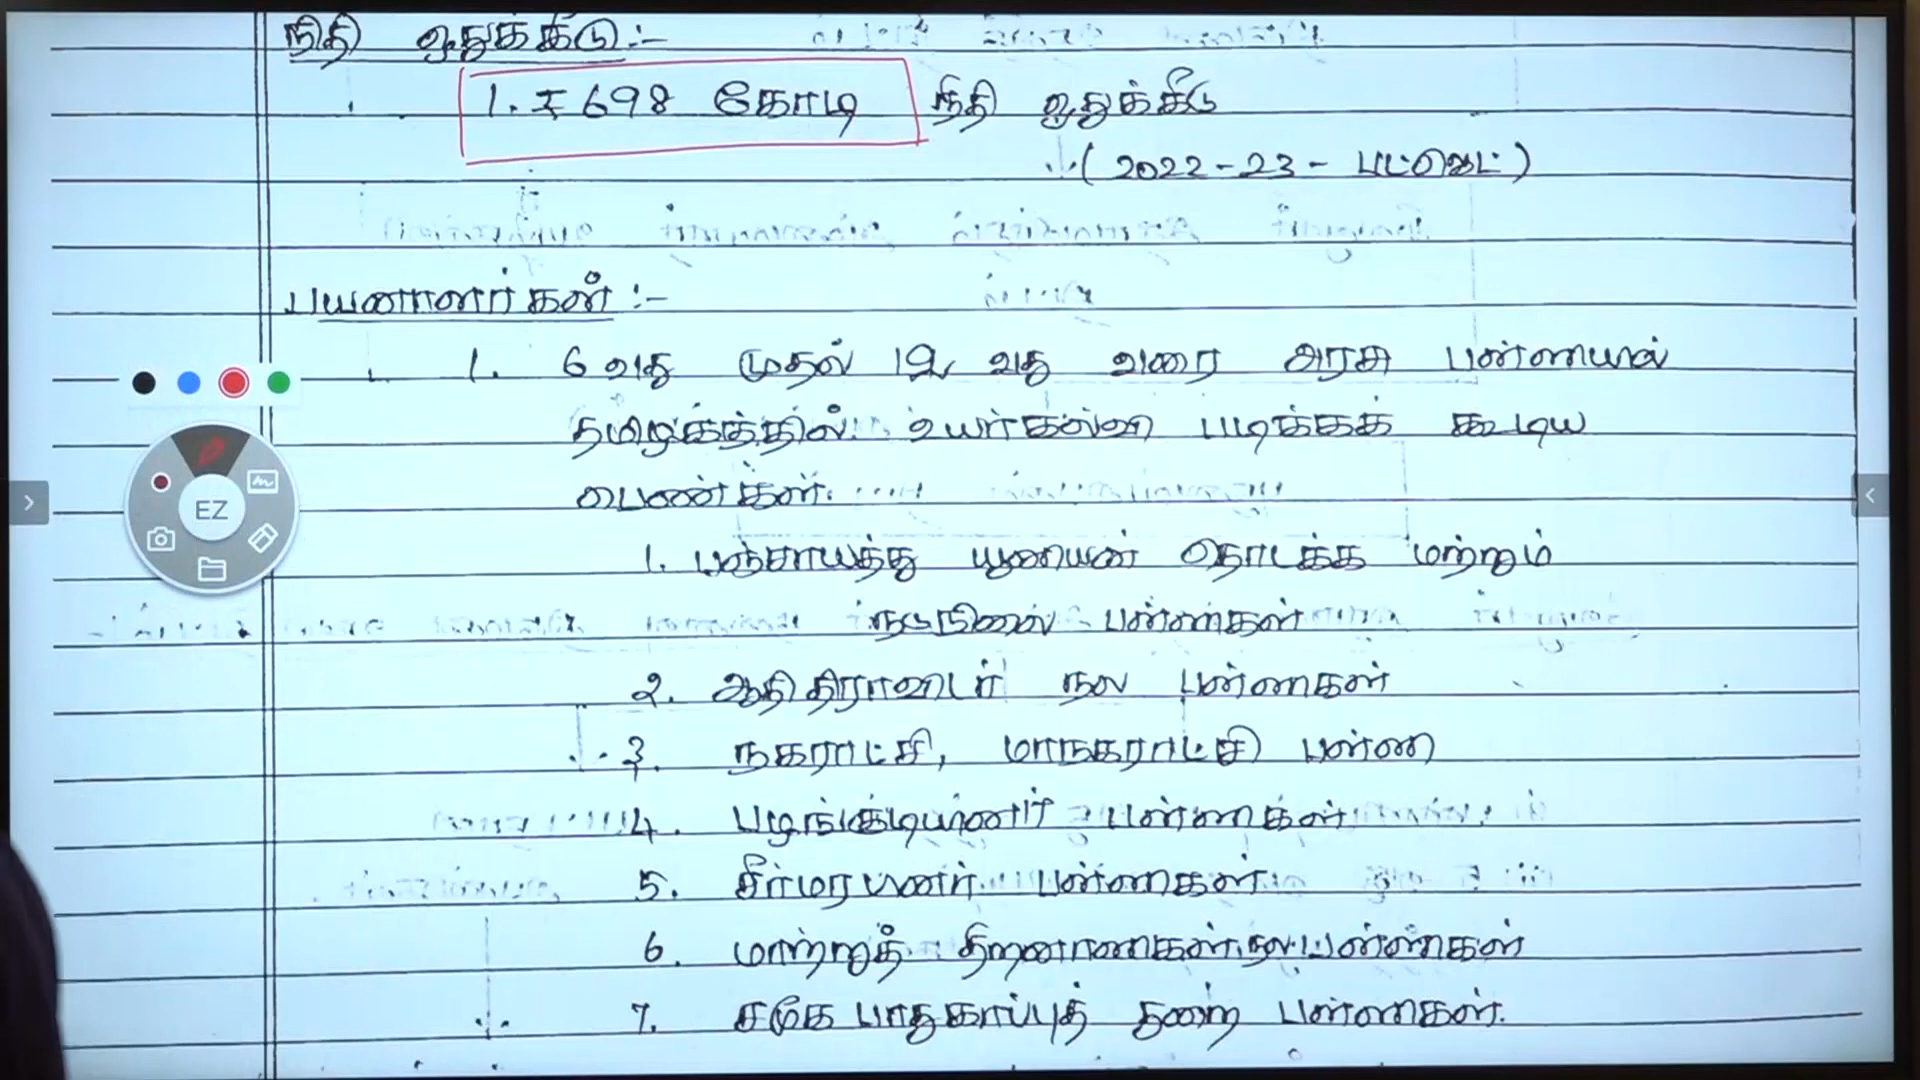 நிதி ஒதுக்கீடு :-
1. ₹ 698 கோடி நிதி ஒதுக்கீடு
(2022-23- பட்ஜெட்)
பயனாளர்கள் :-
1. 6 வது முதல் 12 வது வரை அரசு பள்ளியில்
தமிழகத்தில் உயர்கல்வி படிக்கக் கூடிய
பெண்கள்.
1. பஞ்சாயத்து யூனியன் தொடக்க மற்றும்
நடுநிலை பள்ளிகள்
2. ஆதிதிராவிடர் நல பள்ளிகள்
3. நகராட்சி, மாநகராட்சி பள்ளி
EZ
4. பழங்குடியினர் பள்ளிகள்
5. சீர்மரபினர் பள்ளிகள்
6. மாற்றுத் திறனாளிகள் நல பள்ளிகள்
7. சமூக பாதுகாப்புத் துறை பள்ளிகள்.